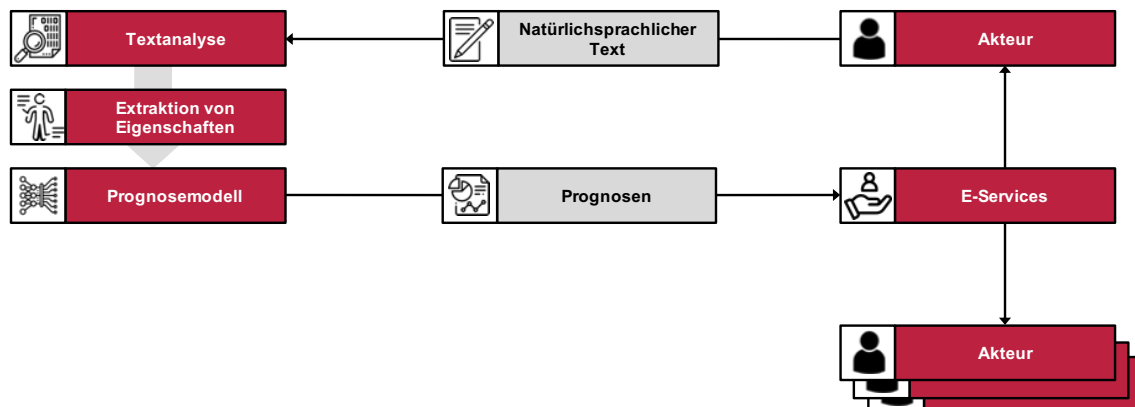 Textanalyse
Natürlichsprachlicher
Text
Akteur
Extraktion von
Eigenschaften
Prognosemodell
Prognosen
E-Services
Akteur